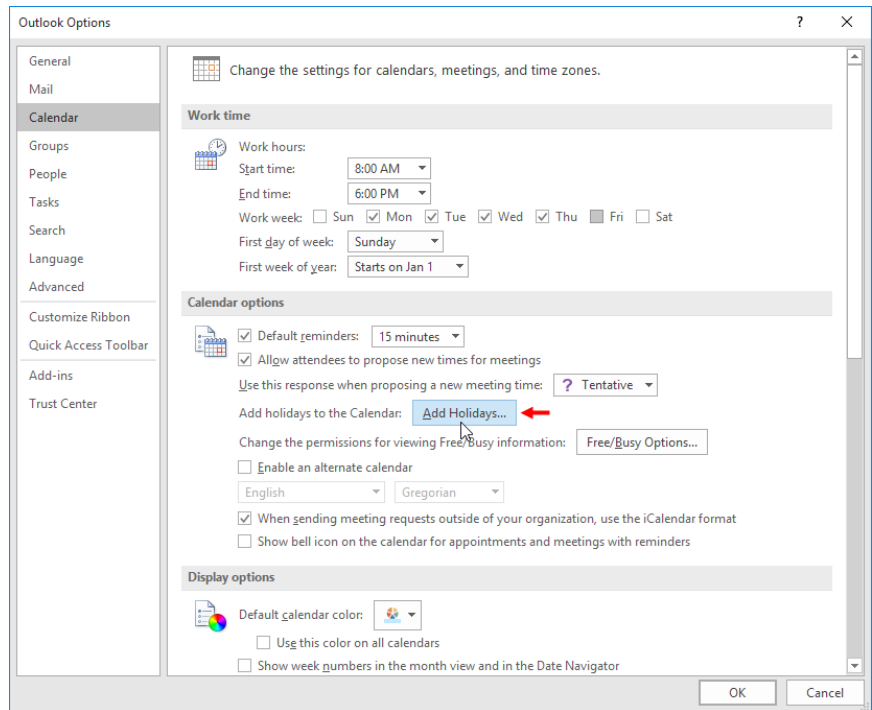 Outlook Options ? ×
General
Mail
Calendar
Groups
People
Tasks
Search
Language
Advanced
Customize Ribbon
Quick Access Toolbar
Add-ins
Trust Center
Change the settings for calendars, meetings, and time zones.
Work time
Work hours:
Start time: 8:00 AM
End time: 6:00 PM
Work week: Sun Mon Tue Wed Thu Fri Sat
First day of week: Sunday
First week of year: Starts on Jan 1
Calendar options
Default reminders: 15 minutes
Allow attendees to propose new times for meetings
Use this response when proposing a new meeting time: ? Tentative
Add holidays to the Calendar: Add Holidays...
Change the permissions for viewing Free/Busy information: Free/Busy Options...
Enable an alternate calendar
English Gregorian
When sending meeting requests outside of your organization, use the iCalendar format
Show bell icon on the calendar for appointments and meetings with reminders
Display options
Default calendar color:
Use this color on all calendars
Show week numbers in the month view and in the Date Navigator
OK Cancel